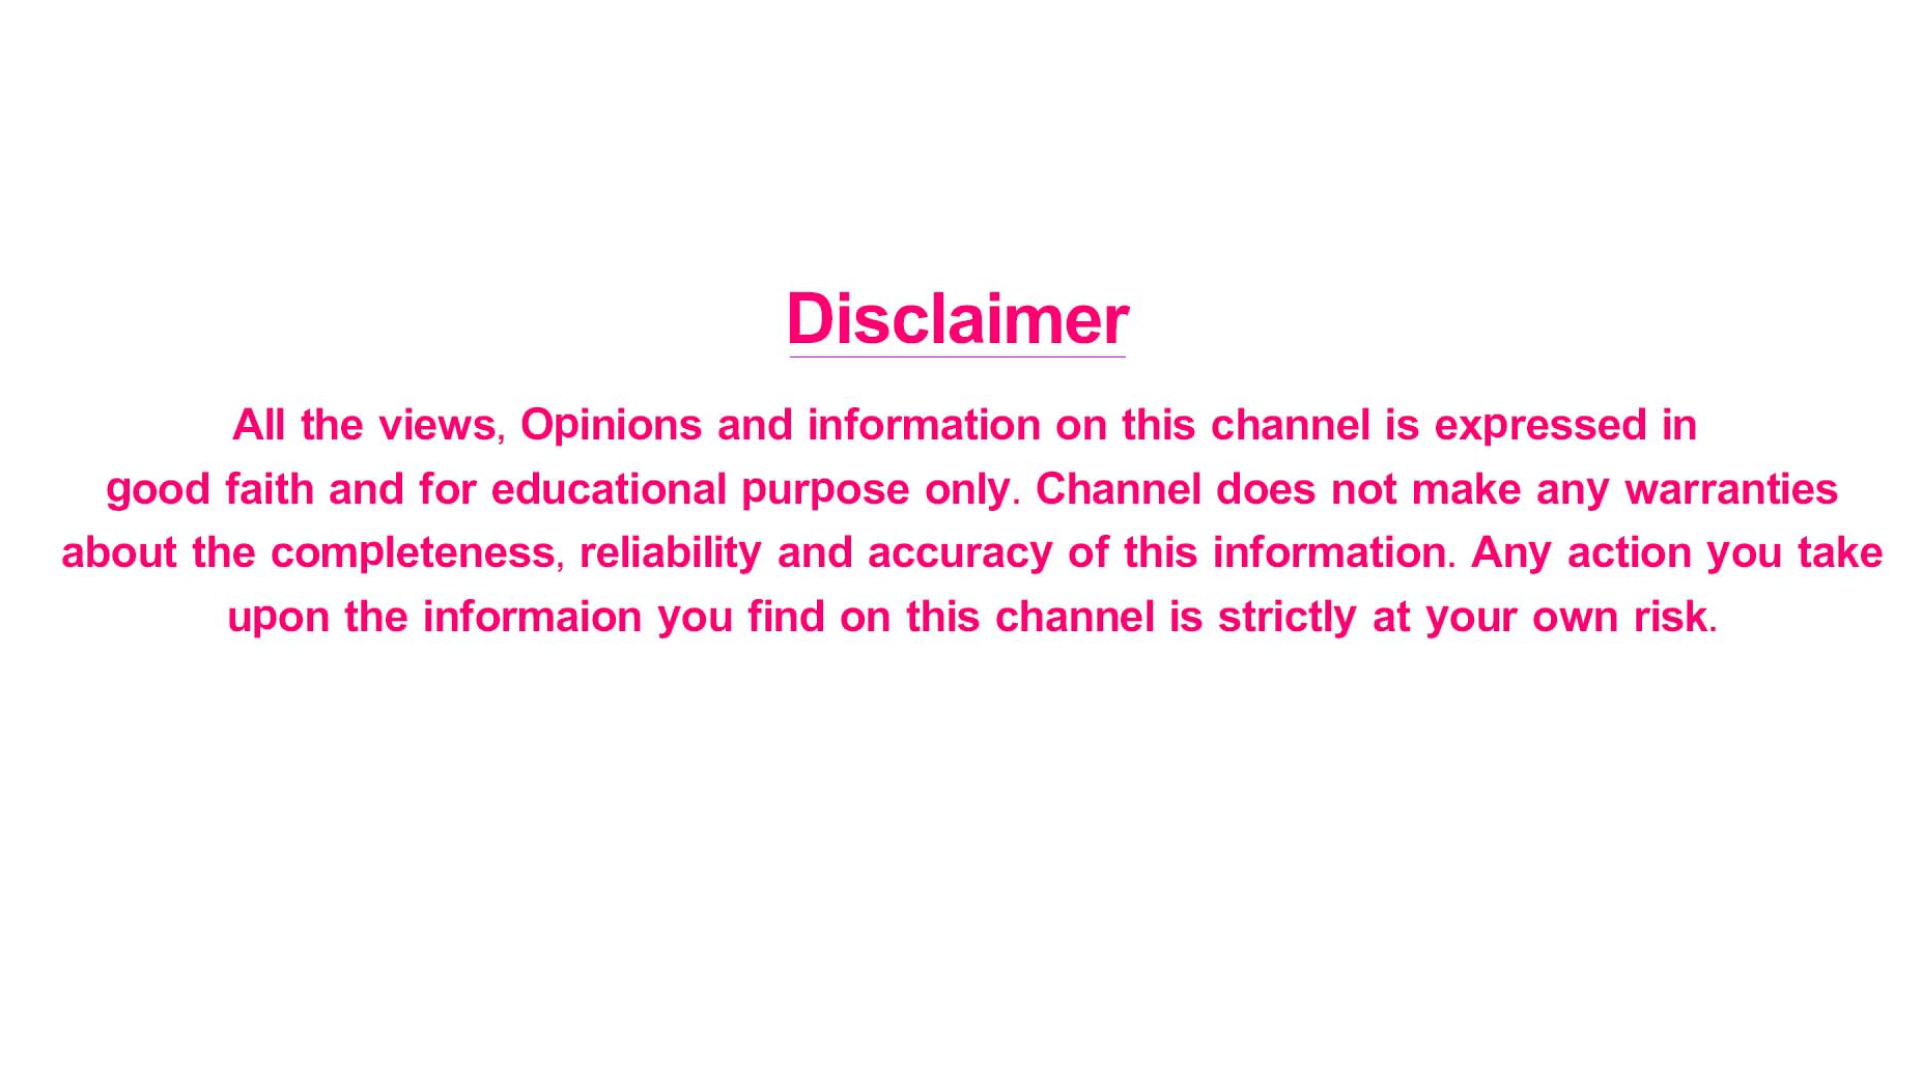 Disclaimer
All the views, Opinions and information on this channel is expressed in
good faith and for educational purpose only. Channel does not make any warranties
about the completeness, reliability and accuracy of this information. Any action you take
upon the informaion you find on this channel is strictly at your own risk.